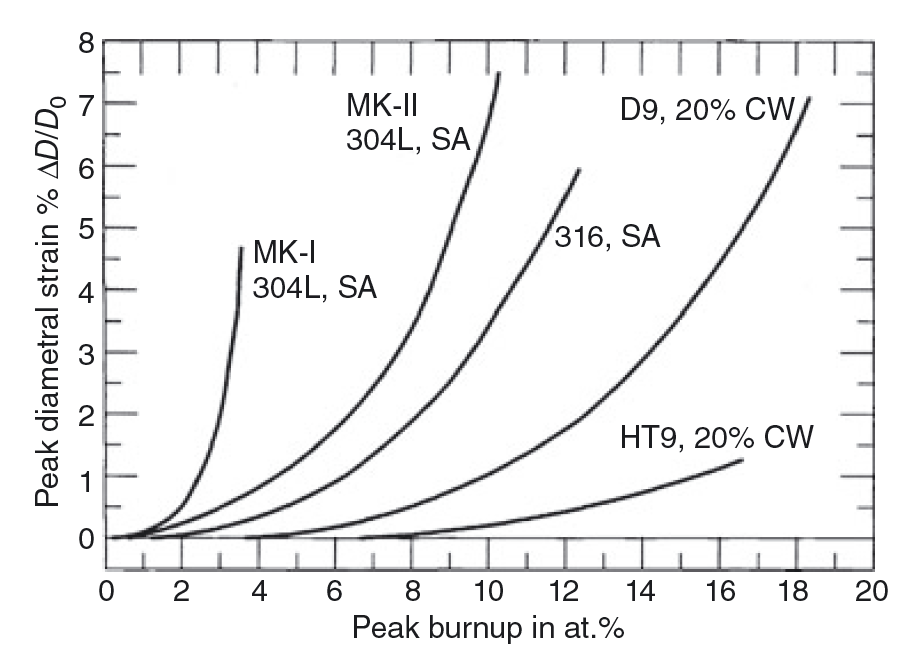 Peak diametral strain % ΔD/D₀
8
7
6
5
4
3
2
1
0
MK-II
304L, SA
D9, 20% CW
MK-I
304L, SA
316, SA
HT9, 20% CW
0 2 4 6 8 10 12 14 16 18 20
Peak burnup in at.%